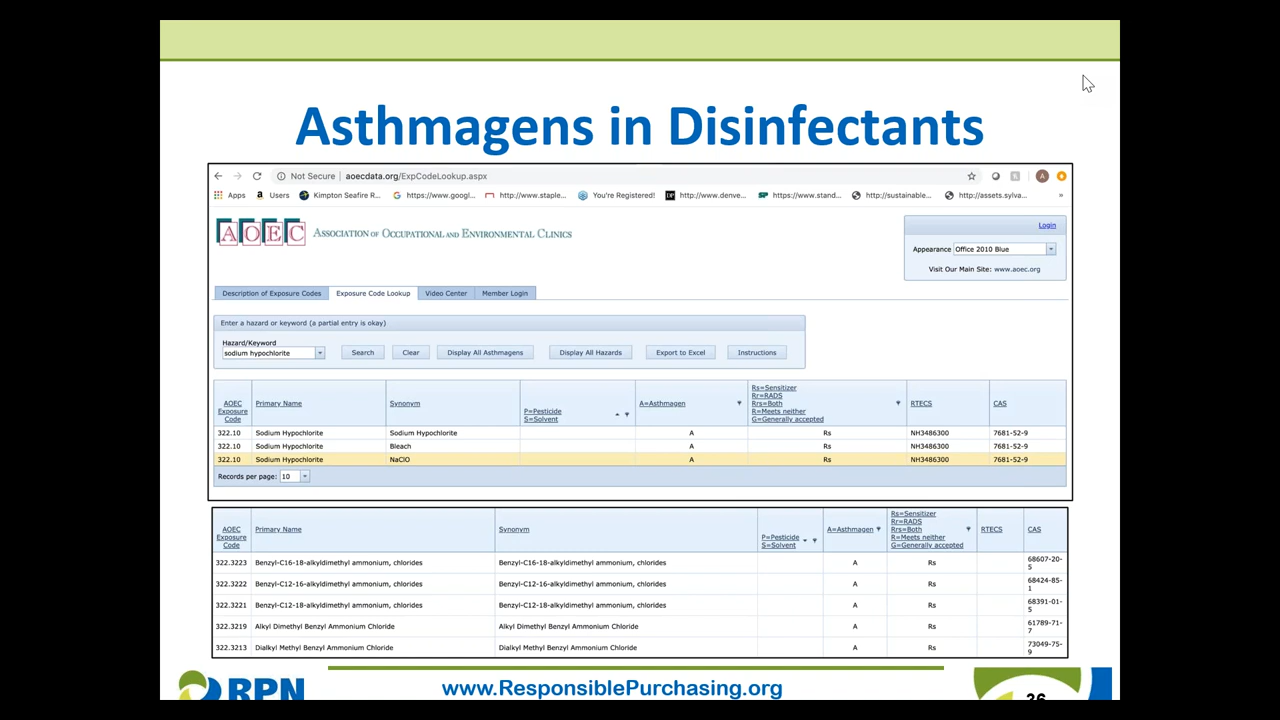 Asthmagens in Disinfectants
Not Secure | aoecdata.org/ExpCodeLookup.aspx
A
Apps Users Kimpton Seafire R... https://www.googl... http://www.staple... You're Registered! http://www.denve... https://www.stand... http://sustainable... http://assets.sylva... »
AOEC ASSOCIATION OF OCCUPATIONAL AND ENVIRONMENTAL CLINICS
Login
Appearance Office 2010 Blue
Visit Our Main Site: www.aoec.org
Description of Exposure Codes Exposure Code Lookup Video Center Member Login
Enter a hazard or keyword (a partial entry is okay)
Hazard/Keyword
sodium hypochlorite Search Clear Display All Asthmagens Display All Hazards Export to Excel Instructions
AOEC Exposure Code Primary Name Synonym P=Pesticide S=Solvent A=Asthmagen Rs=Sensitizer Rr=RADS Rrs=Both R=Meets neither G=Generally accepted RTECS CAS
322.10 Sodium Hypochlorite Sodium Hypochlorite A Rs NH3486300 7681-52-9
322.10 Sodium Hypochlorite Bleach A Rs NH3486300 7681-52-9
322.10 Sodium Hypochlorite NaClO A Rs NH3486300 7681-52-9
Records per page: 10
AOEC Exposure Code Primary Name Synonym P=Pesticide S=Solvent A=Asthmagen Rs=Sensitizer Rr=RADS Rrs=Both R=Meets neither G=Generally accepted RTECS CAS
322.3223 Benzyl-C16-18-alkyldimethyl ammonium, chlorides Benzyl-C16-18-alkyldimethyl ammonium, chlorides A Rs 68607-20-5
322.3222 Benzyl-C12-16-alkyldimethyl ammonium, chlorides Benzyl-C12-16-alkyldimethyl ammonium, chlorides A Rs 68424-85-1
322.3221 Benzyl-C12-18-alkyldimethyl ammonium, chlorides Benzyl-C12-18-alkyldimethyl ammonium, chlorides A Rs 68391-01-5
322.3219 Alkyl Dimethyl Benzyl Ammonium Chloride Alkyl Dimethyl Benzyl Ammonium Chloride A Rs 61789-71-7
322.3213 Dialkyl Methyl Benzyl Ammonium Chloride Dialkyl Methyl Benzyl Ammonium Chloride A Rs 73049-75-9
RPN
www.ResponsiblePurchasing.org
36